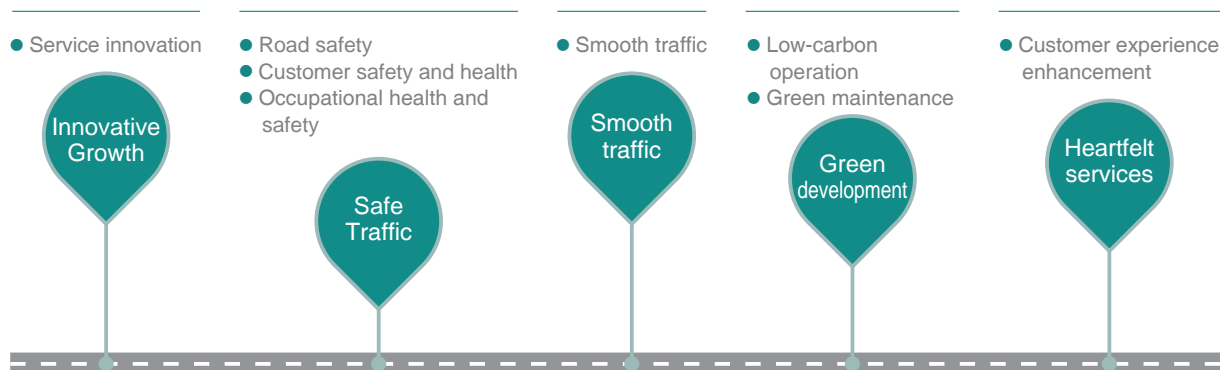 Service innovation
Innovative
Growth
Road safety
Customer safety and health
Occupational health and
safety
Safe
Traffic
Smooth traffic
Smooth
traffic
Low-carbon
operation
Green maintenance
Green
development
Customer experience
enhancement
Heartfelt
services